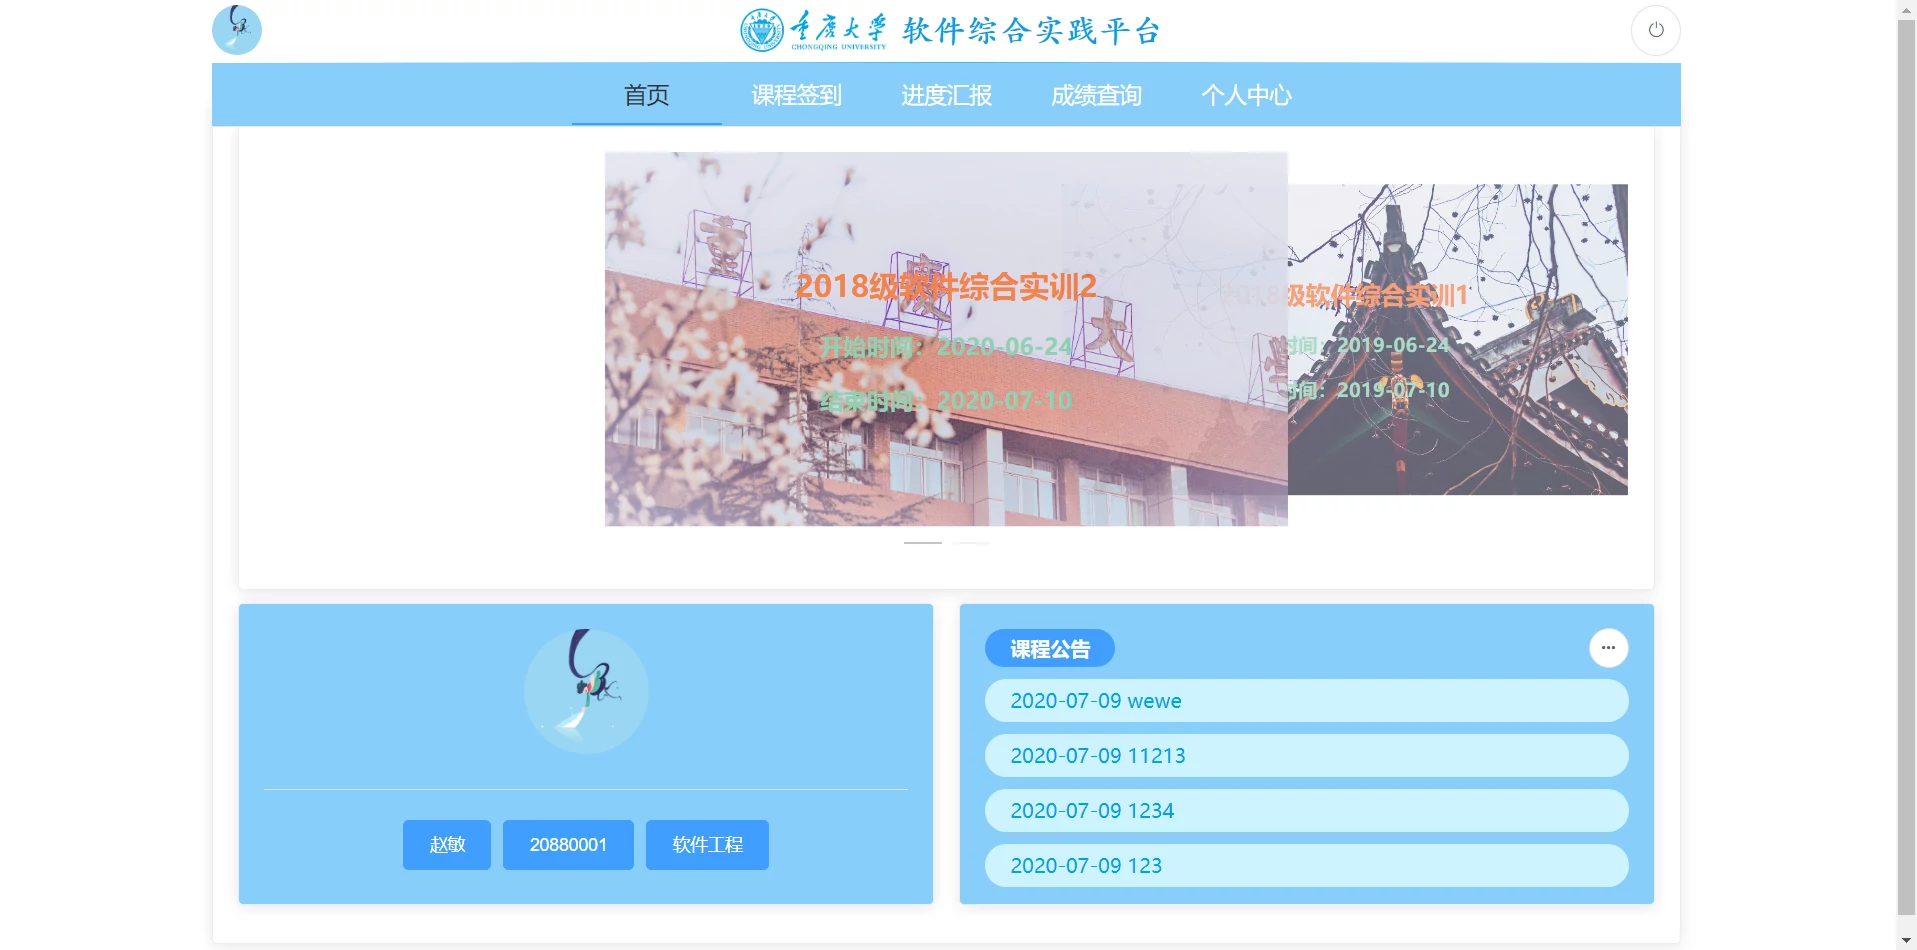 重庆大学 软件综合实践平台
CHONGQING UNIVERSITY
首页 课程签到 进度汇报 成绩查询 个人中心
重庆大学
2018级软件综合实训2
开始时间：2020-06-24
结束时间：2020-07-10
2018级软件综合实训1
时间：2019-06-24
时间：2019-07-10
课程公告
2020-07-09 wewe
2020-07-09 11213
2020-07-09 1234
2020-07-09 123
赵敏 20880001 软件工程